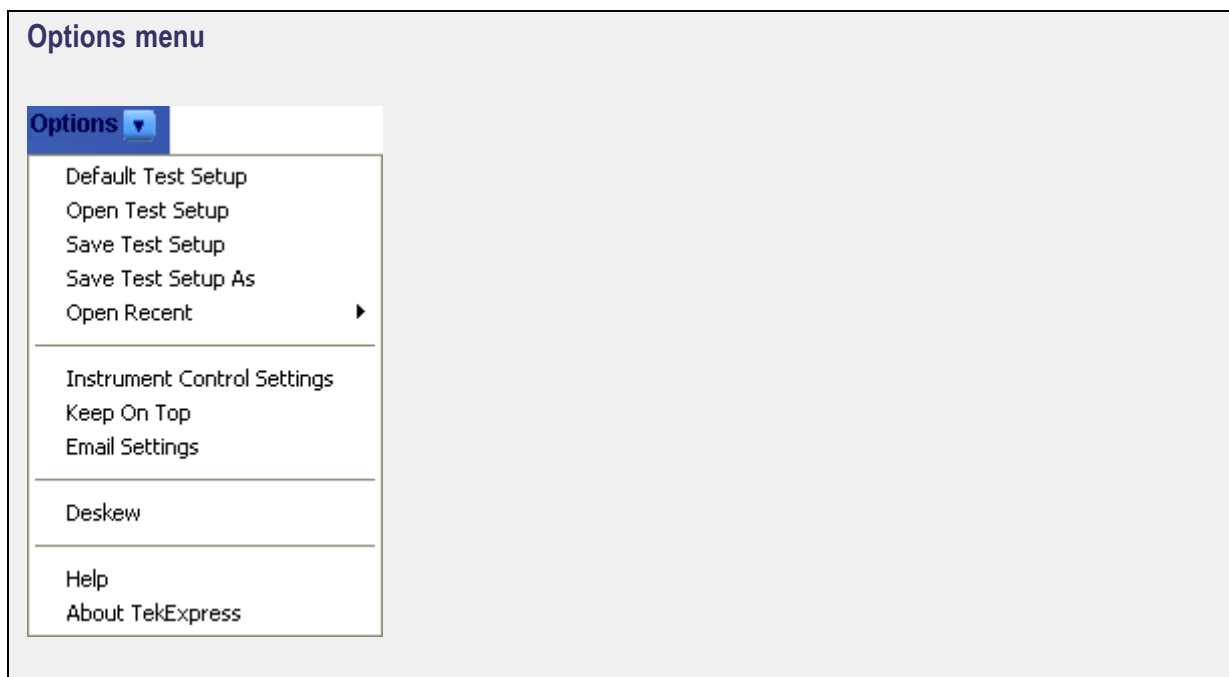 Options menu
Options
Default Test Setup
Open Test Setup
Save Test Setup
Save Test Setup As
Open Recent
Instrument Control Settings
Keep On Top
Email Settings
Deskew
Help
About TekExpress